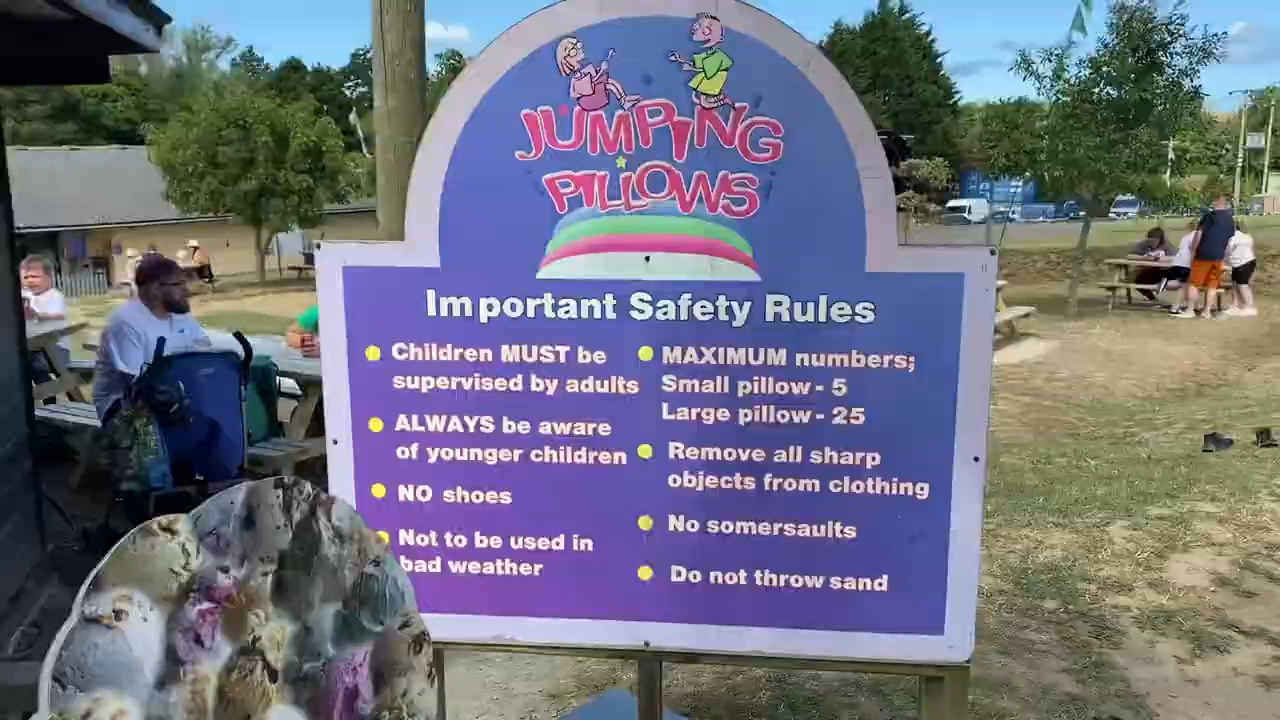 JUMPING
PILLOWS
Important Safety Rules
Children MUST be
supervised by adults
ALWAYS be aware
of younger children
NO shoes
Not to be used in
bad weather
MAXIMUM numbers;
Small pillow - 5
Large pillow - 25
Remove all sharp
objects from clothing
No somersaults
Do not throw sand